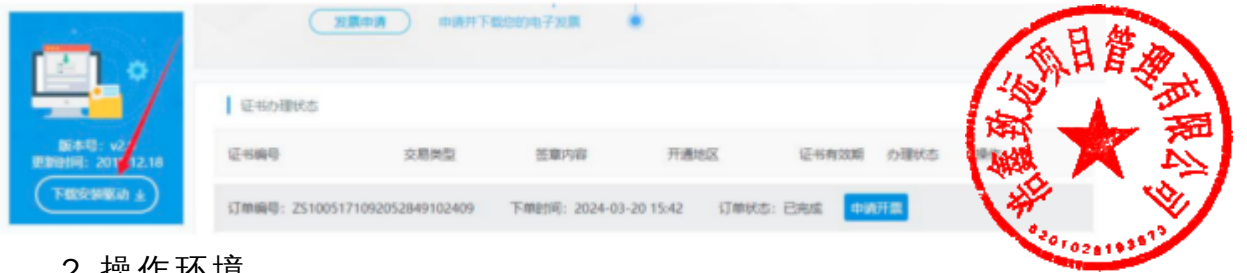 发票申请 申请并下载您的电子发票
版本号: v2.
更新时间: 201 12.18
下载安装驱动
证书办理状态
证书编号 交易类型 签章内容 开通地区 证书有效期 办理状态 操作
订单编号: ZS1005171092052849102409 下单时间: 2024-03-20 15:42 订单状态: 已完成 申请开票
浩鑫致远项目管理有限公司
2 操作环境